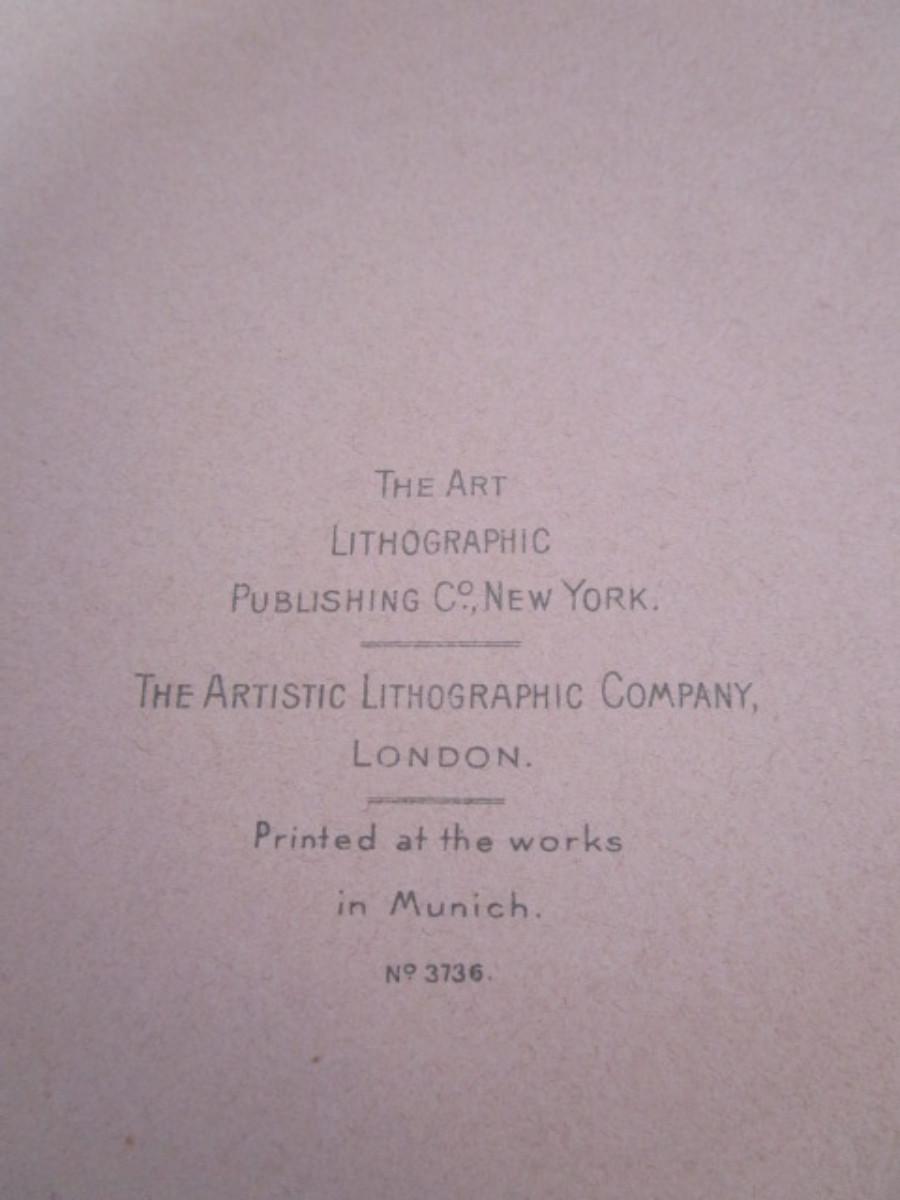 THE ART
LITHOGRAPHIC
PUBLISHING Cº., NEW YORK.
THE ARTISTIC LITHOGRAPHIC COMPANY,
LONDON.
Printed at the works
in Munich.
Nº 3736.